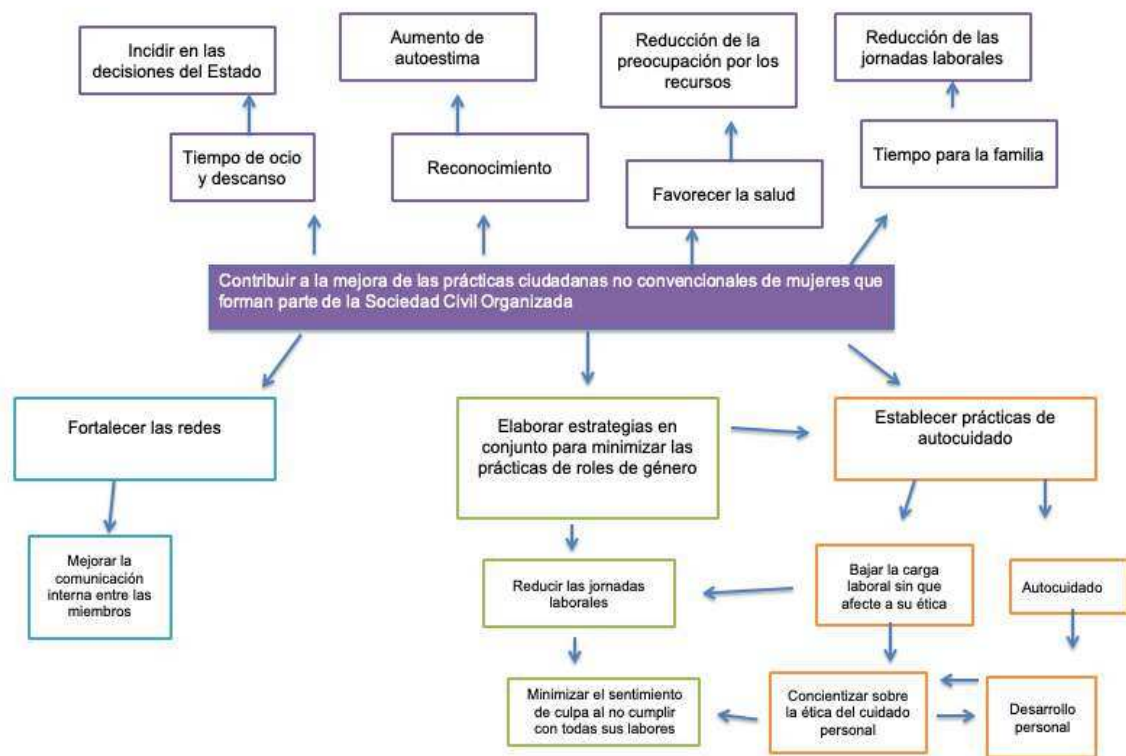 Incidir en las
decisiones del Estado
Aumento de
autoestima
Reducción de la
preocupación por los
recursos
Reducción de las
jornadas laborales
Tiempo de ocio
y descanso
Reconocimiento
Favorecer la salud
Tiempo para la familia
Contribuir a la mejora de las prácticas ciudadanas no convencionales de mujeres que
forman parte de la Sociedad Civil Organizada
Fortalecer las redes
Elaborar estrategias en
conjunto para minimizar las
prácticas de roles de género
Establecer prácticas de
autocuidado
Mejorar la
comunicación
interna entre las
miembros
Reducir las jornadas
laborales
Bajar la carga
laboral sin que
afecte a su ética
Autocuidado
Minimizar el sentimiento
de culpa al no cumplir
con todas sus labores
Concientizar sobre
la ética del cuidado
personal
Desarrollo
personal